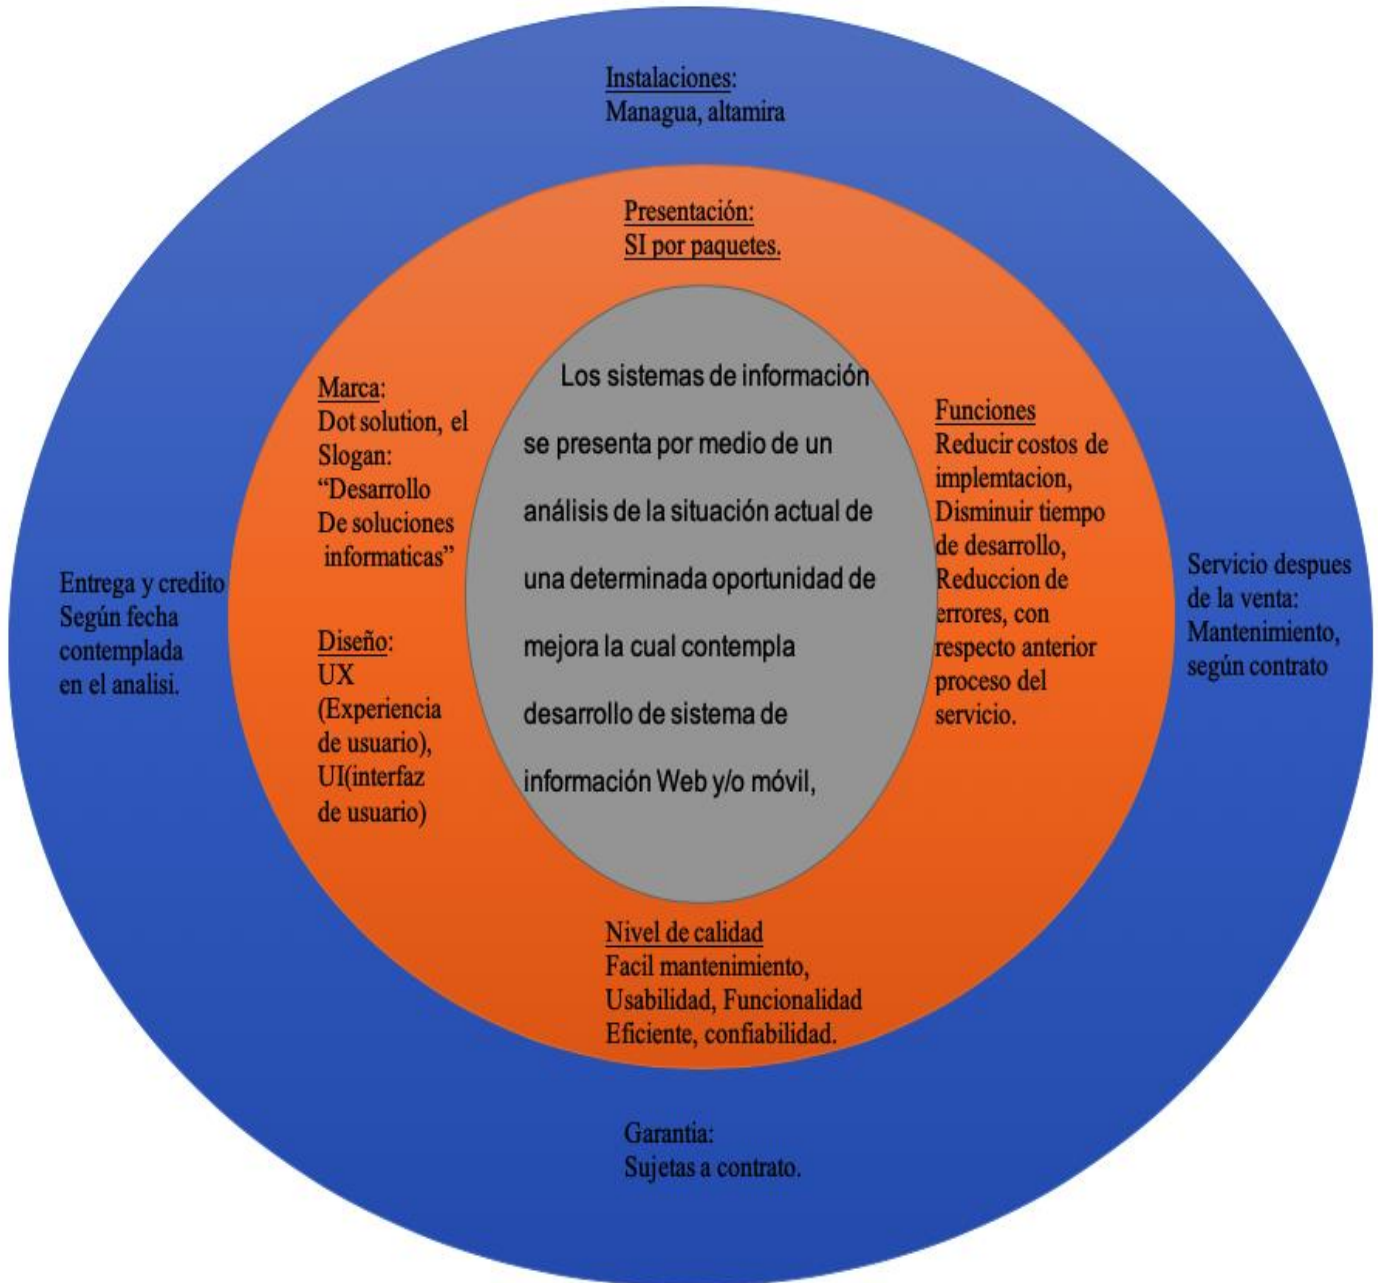 Instalaciones:
Managua, altamira
Presentación:
SI por paquetes.
Marca:
Dot solution, el
Slogan:
“Desarrollo
De soluciones
informaticas”
Diseño:
UX
(Experiencia
de usuario),
UI(interfaz
de usuario)
Los sistemas de información
se presenta por medio de un
análisis de la situación actual de
una determinada oportunidad de
mejora la cual contempla
desarrollo de sistema de
información Web y/o móvil,
Funciones
Reducir costos de
implemtacion,
Disminuir tiempo
de desarrollo,
Reduccion de
errores, con
respecto anterior
proceso del
servicio.
Entrega y credito
Según fecha
contemplada
en el analisi.
Servicio despues
de la venta:
Mantenimiento,
según contrato
Nivel de calidad
Facil mantenimiento,
Usabilidad, Funcionalidad
Eficiente, confiabilidad.
Garantia:
Sujetas a contrato.